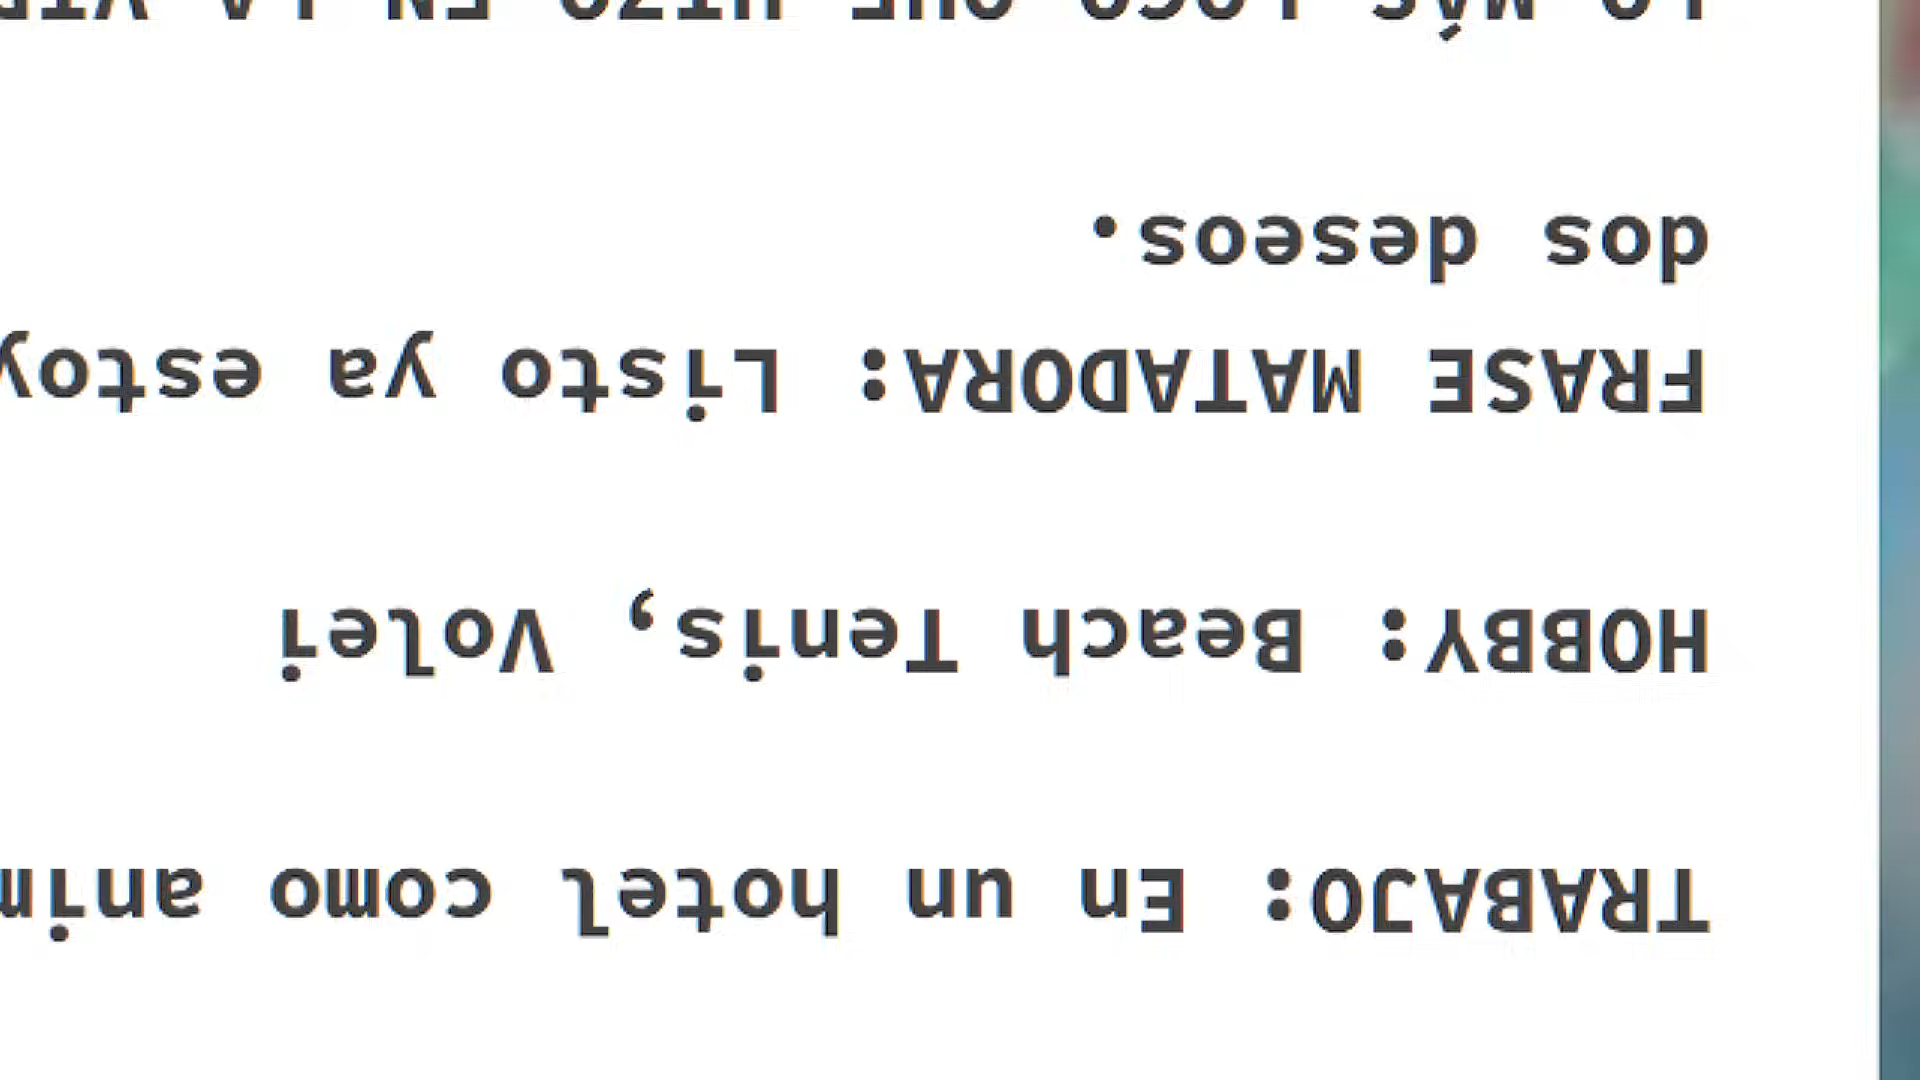 TRABAJO: En un hotel como
HOBBY: Beach Tenis, Volei
FRASE MATADORA: Listo ya estoy
dos deseos.
LO MÁS LOCO QUE HIZO EN LA